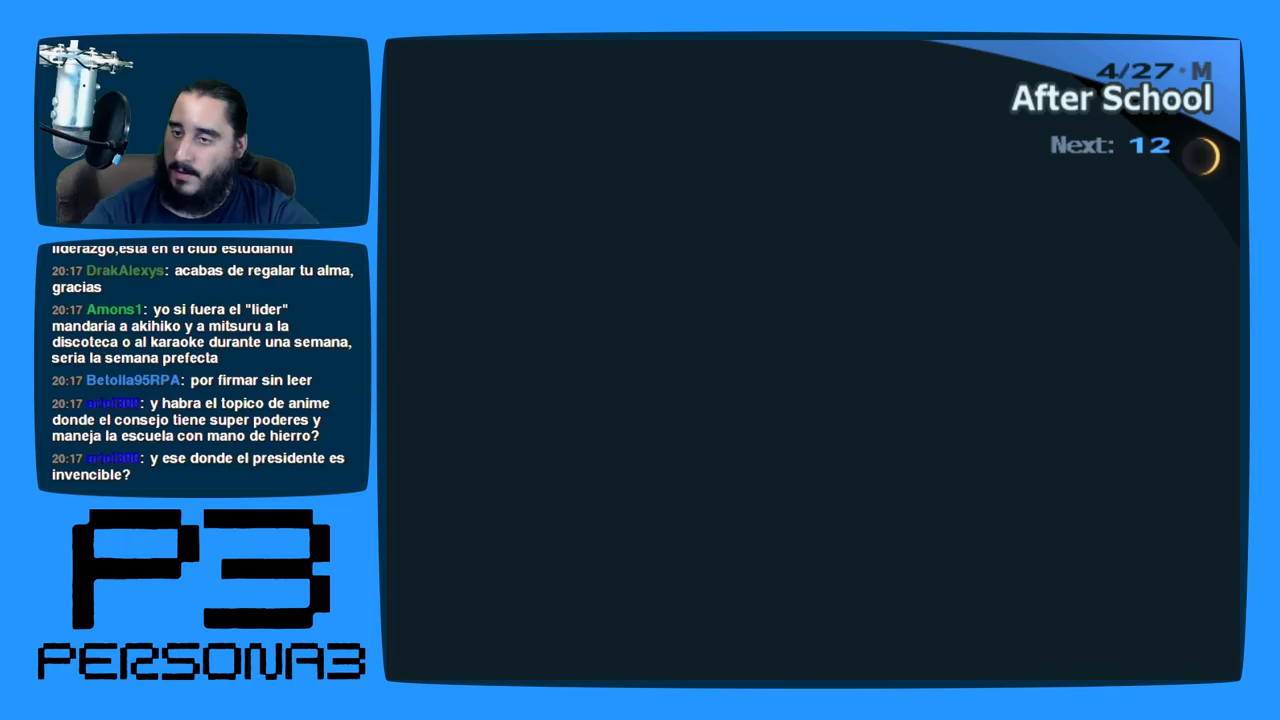 4/27 · M
After School
Next: 12
liderazgo,esta en el club estudiantil
20:17 DrakAlexys: acabas de regalar tu alma,
gracias
20:17 Amons1: yo si fuera el "lider"
mandaria a akihiko y a mitsuru a la
discoteca o al karaoke durante una semana,
seria la semana prefecta
20:17 Betolla95RPA: por firmar sin leer
20:17 : y habra el topico de anime
donde el consejo tiene super poderes y
maneja la escuela con mano de hierro?
20:17 : y ese donde el presidente es
invencible?
P3
PERSONA3